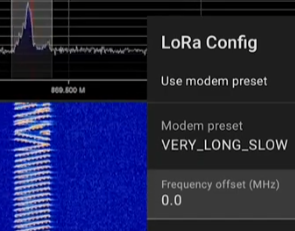 869.500 M
LoRa Config
Use modem preset
Modem preset
VERY_LONG_SLOW
Frequency offset (MHz)
0.0